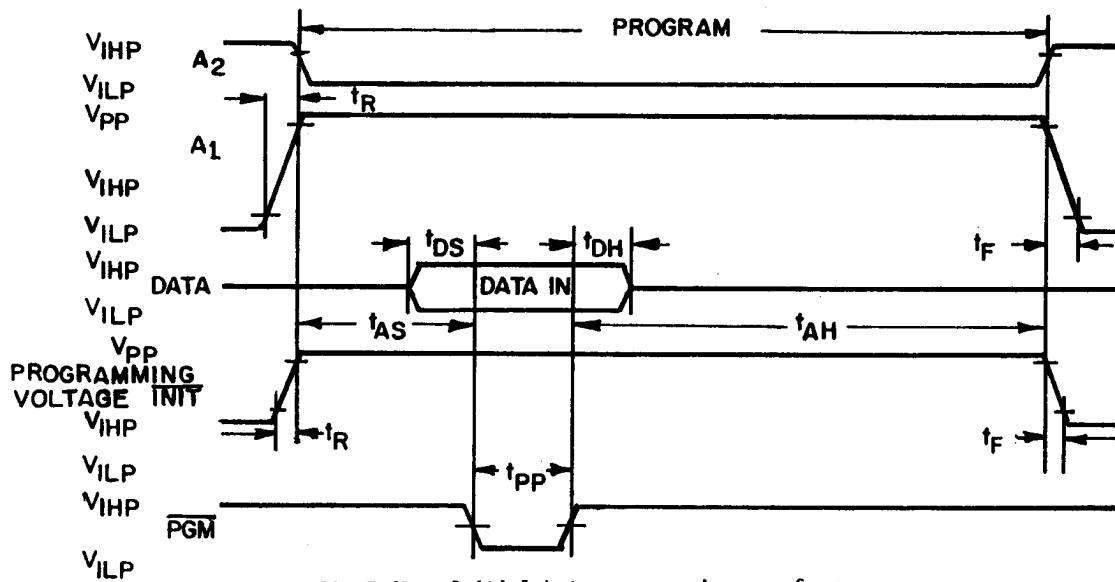 PROGRAM
VIHP
A2
VILP
tR
VPP
A1
VIHP
VILP
tDS
tDH
tF
VIHP
DATA
DATA IN
VILP
tAS
tAH
VPP
PROGRAMMING
VOLTAGE INIT
VIHP
tR
tF
VILP
tPP
VIHP
PGM
VILP